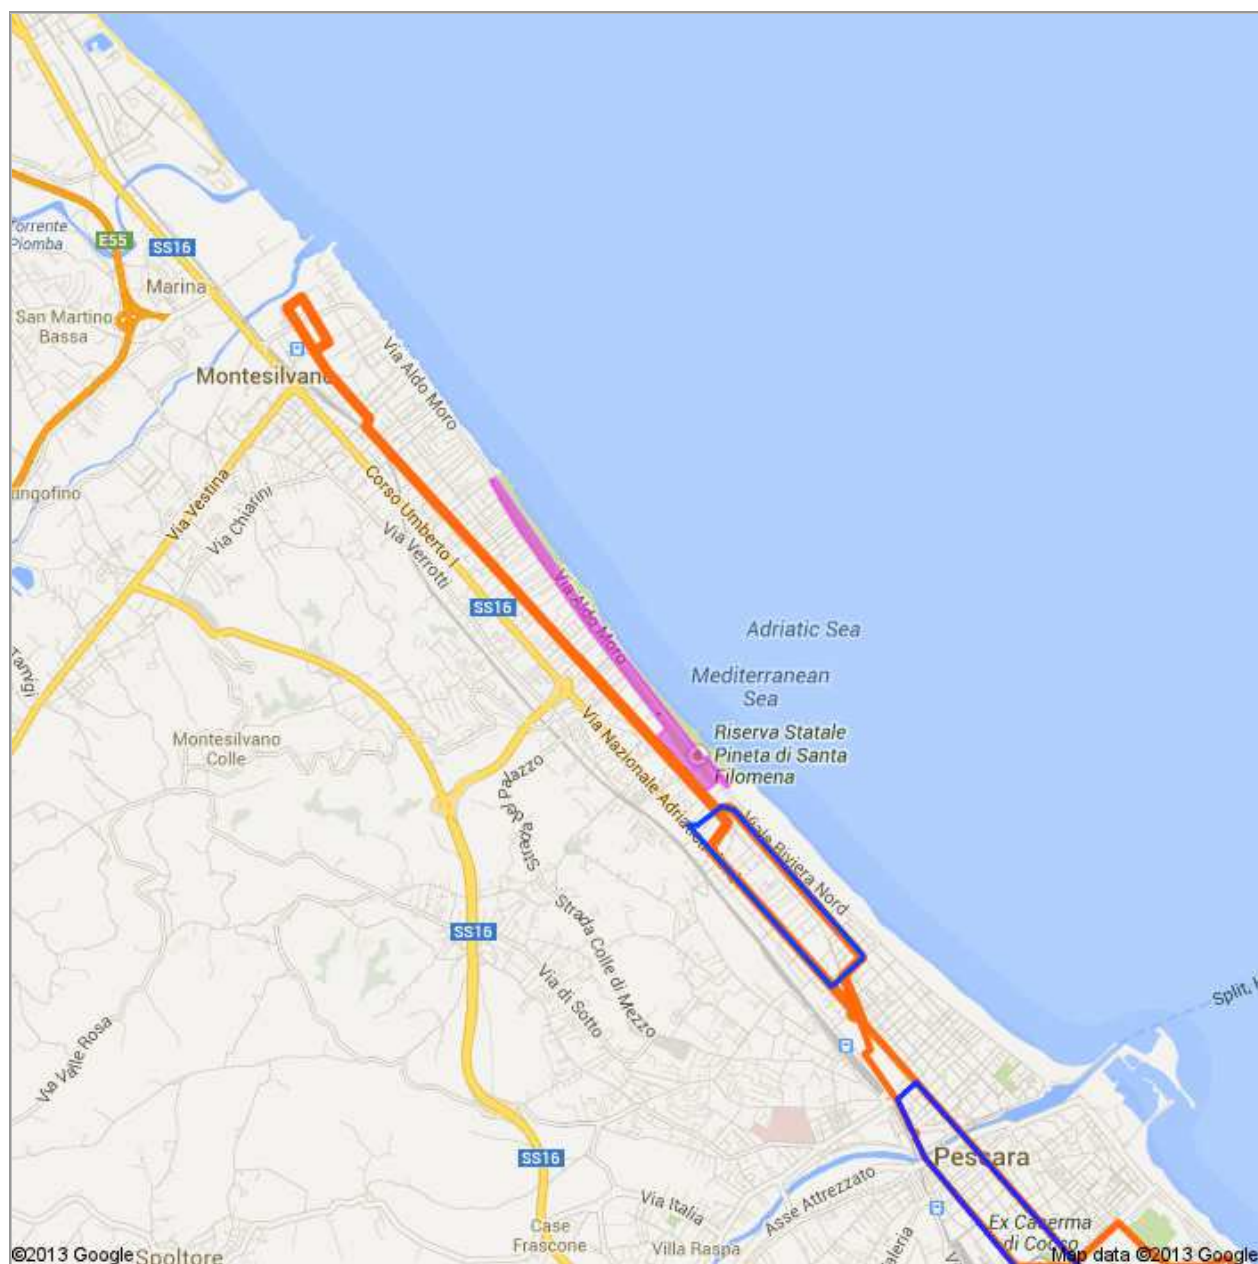 Torrente
Piomba
E55
SS16
Marina
San Martino
Bassa
Via Aldo Moro
Montesilvano
Via Vestina
Via Chiarini
Corso Umberto I
Via Verrotti
SS16
Via Aldo Moro
Adriatic Sea
Mediterranean
Sea
Riserva Statale
Pineta di Santa
Filomena
Montesilvano
Colle
Strada del Palazzo
Via Nazionale
Viale Riviera Nord
SS16
Strada Colle di Mezzo
Via di Sotto
Split,
Via Valle Rosa
SS16
Pescara
Via Italia
Asse Attrezzato
Ex Caserma
di Cocco
Case
Frascone
Villa Raspa
©2013 Google
Spoltore
Map data ©2013 Google